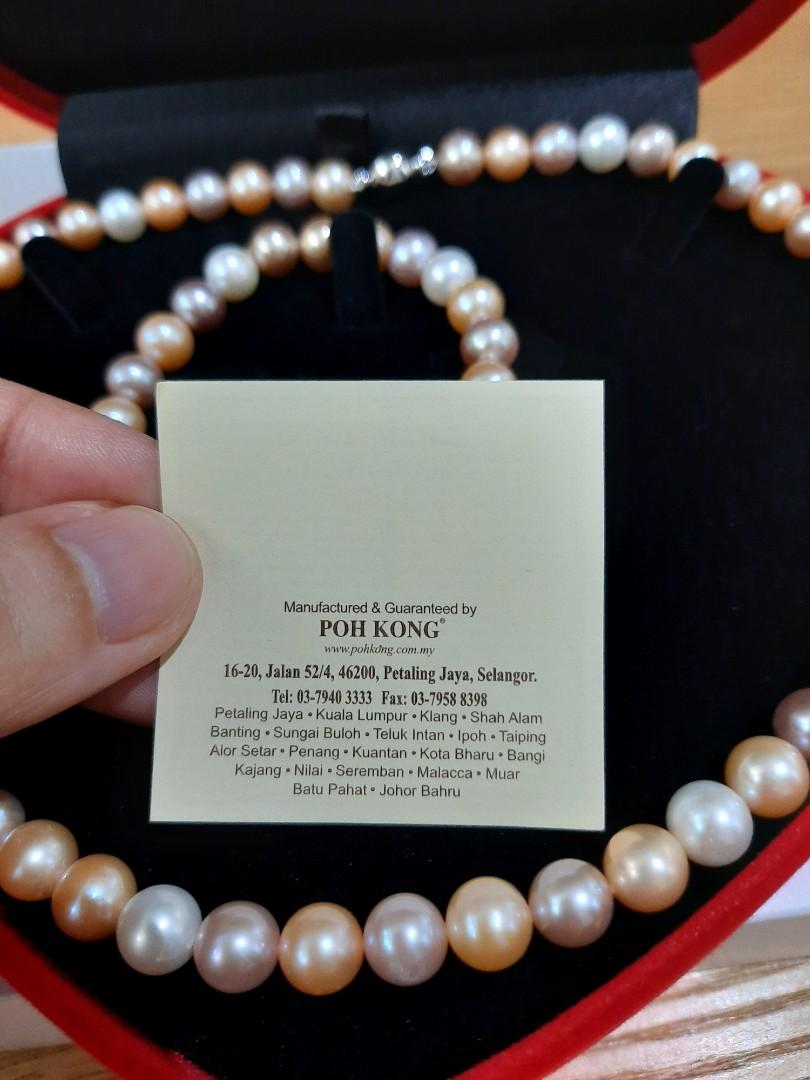 Manufactured & Guaranteed by
POH KONG®
www.pohkong.com.my
16-20, Jalan 52/4, 46200, Petaling Jaya, Selangor.
Tel: 03-7940 3333 Fax: 03-7958 8398
Petaling Jaya • Kuala Lumpur • Klang • Shah Alam
Banting • Sungai Buloh • Teluk Intan • Ipoh • Taiping
Alor Setar • Penang • Kuantan • Kota Bharu • Bangi
Kajang • Nilai • Seremban • Malacca • Muar
Batu Pahat • Johor Bahru